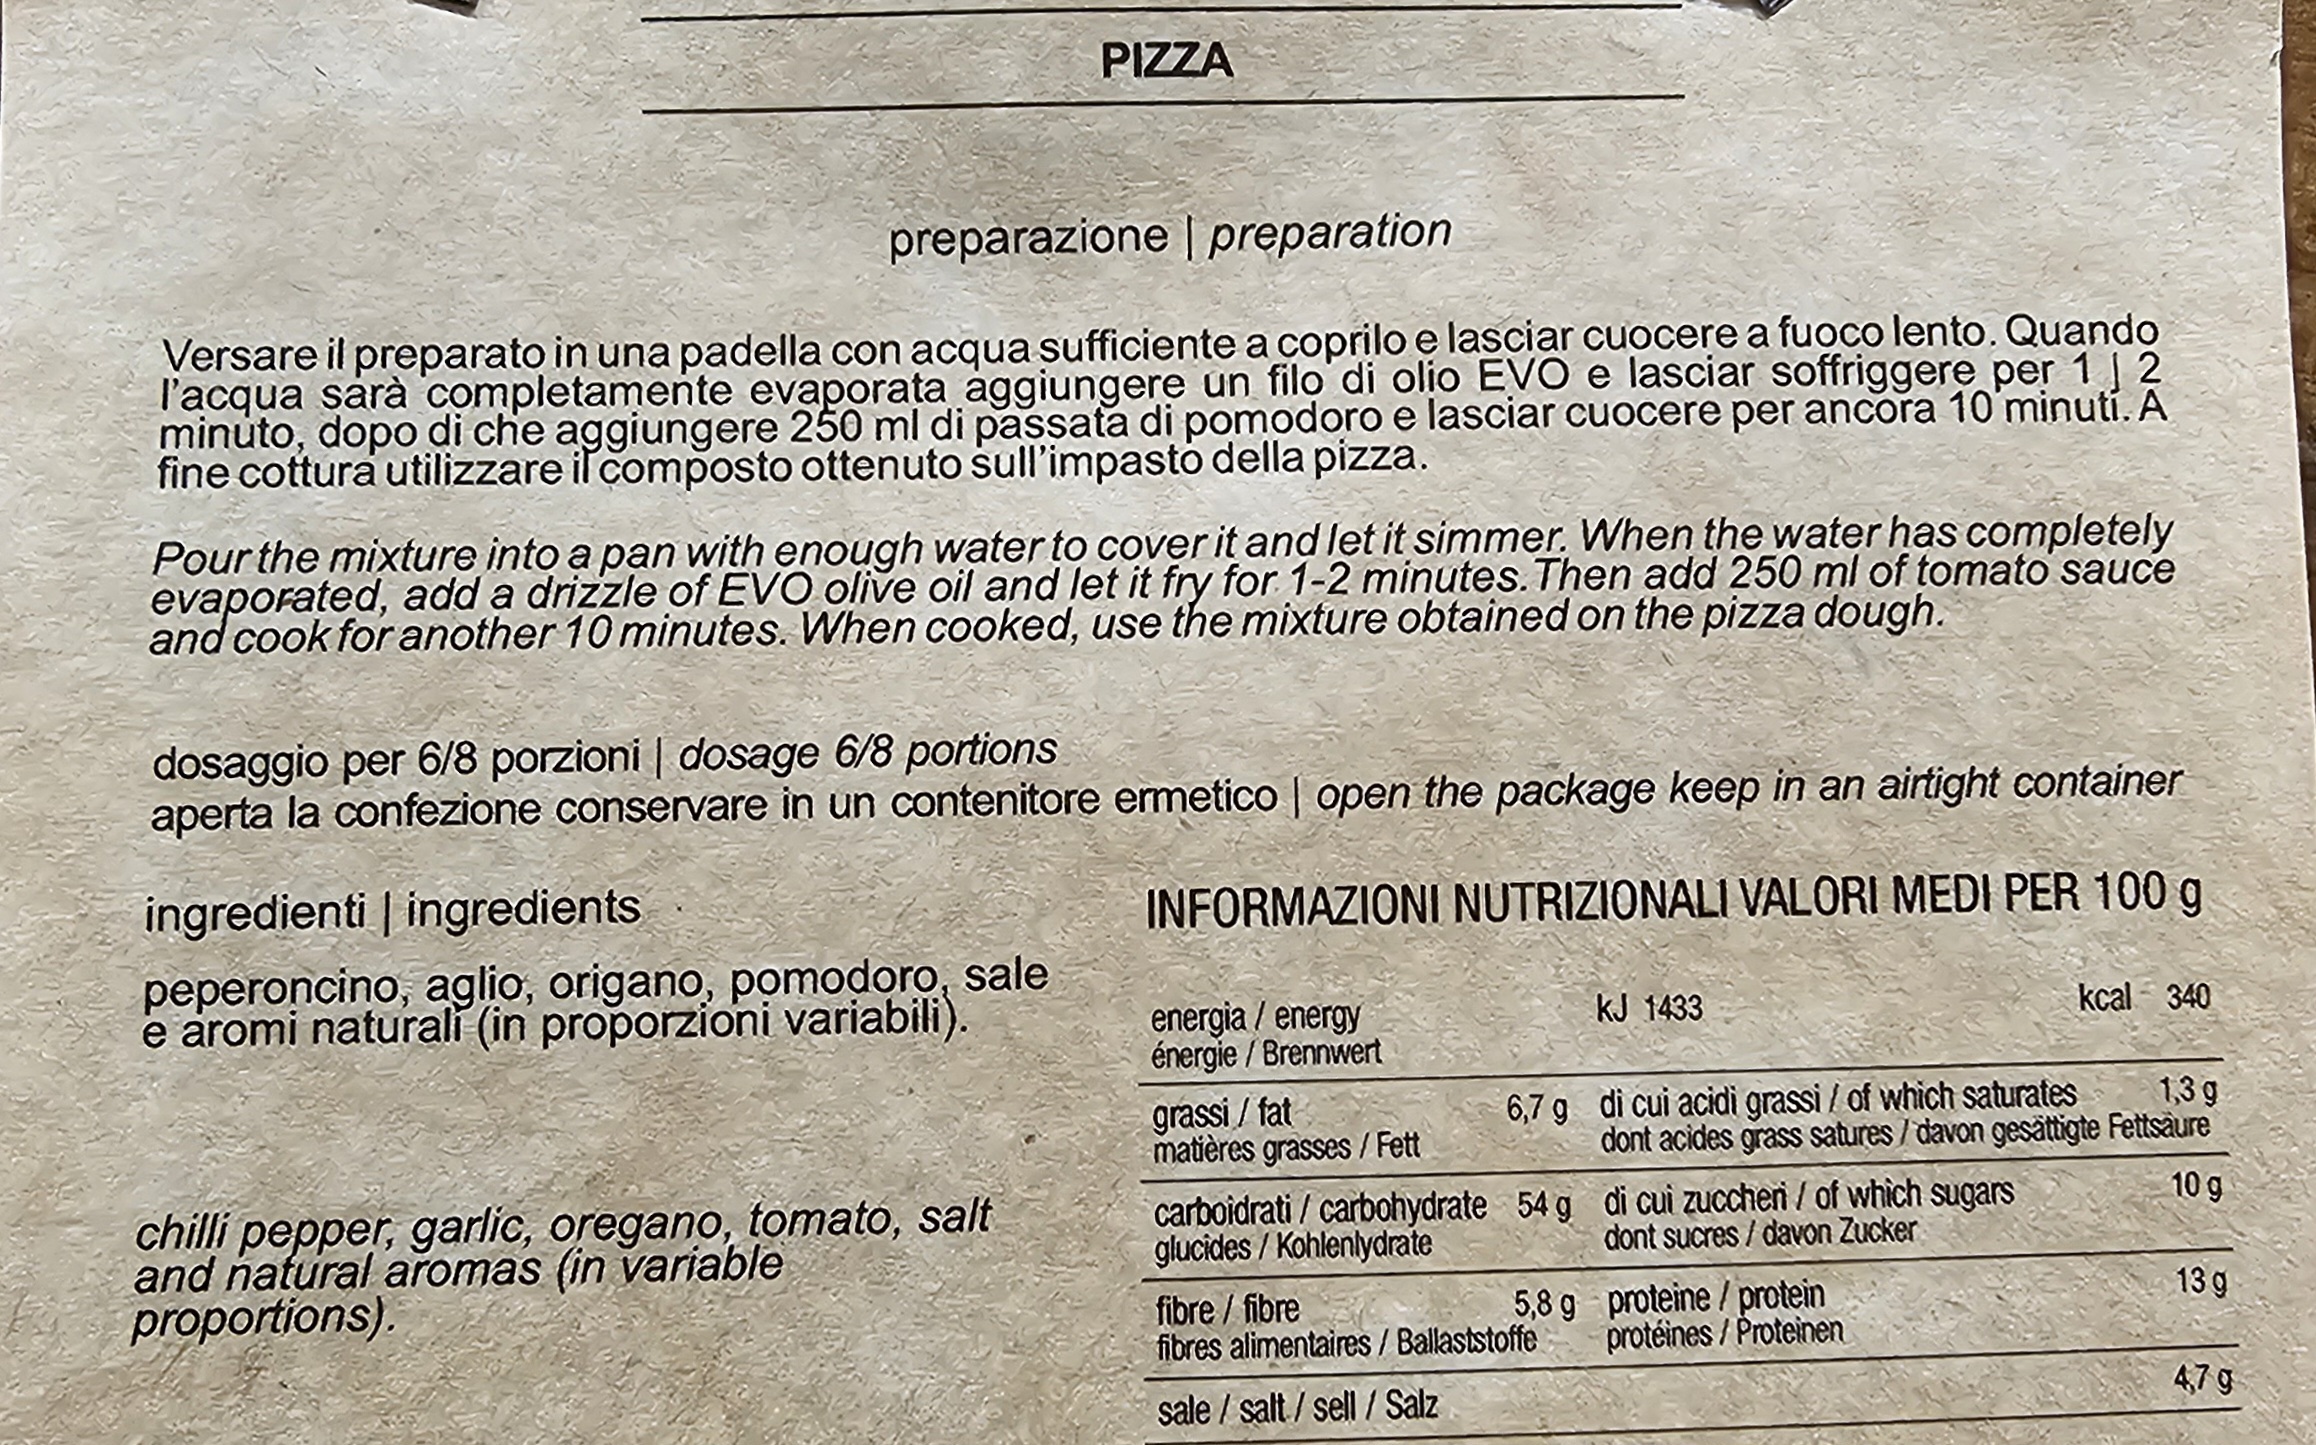 PIZZA
preparazione | preparation
Versare il preparato in una padella con acqua sufficiente a coprilo e lasciar cuocere a fuoco lento. Quando
l'acqua sarà completamente evaporata aggiungere un filo di olio EVO e lasciar soffriggere per 1 | 2
minuto, dopo di che aggiungere 250 ml di passata di pomodoro e lasciar cuocere per ancora 10 minuti. A
fine cottura utilizzare il composto ottenuto sull'impasto della pizza.
Pour the mixture into a pan with enough water to cover it and let it simmer. When the water has completely
evaporated, add a drizzle of EVO olive oil and let it fry for 1-2 minutes. Then add 250 ml of tomato sauce
and cook for another 10 minutes. When cooked, use the mixture obtained on the pizza dough.
dosaggio per 6/8 porzioni | dosage 6/8 portions
aperta la confezione conservare in un contenitore ermetico | open the package keep in an airtight container
ingredienti | ingredients
peperoncino, aglio, origano, pomodoro, sale
e aromi naturali (in proporzioni variabili).
chilli pepper, garlic, oregano, tomato, salt
and natural aromas (in variable
proportions).
INFORMAZIONI NUTRIZIONALI VALORI MEDI PER 100 g
energia / energy kJ 1433 kcal 340
énergie / Brennwert
grassi / fat 6,7 g di cui acidi grassi / of which saturates 1,3 g
matières grasses / Fett dont acides grass satures / davon gesättigte Fettsäure
carboidrati / carbohydrate 54 g di cui zuccheri / of which sugars 10 g
glucides / Kohlenlydrate dont sucres / davon Zucker
fibre / fibre 5,8 g proteine / protein 13 g
fibres alimentaires / Ballaststoffe protéines / Proteinen
sale / salt / sell / Salz 4,7 g